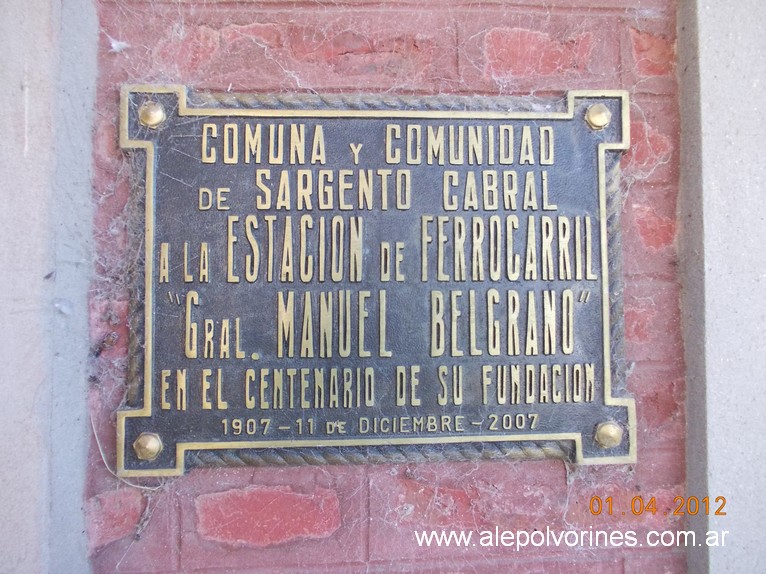 COMUNA Y COMUNIDAD
DE SARGENTO CABRAL
A LA ESTACION DE FERROCARRIL
"GRAL. MANUEL BELGRANO"
EN EL CENTENARIO DE SU FUNDACION
1907-11 DE DICIEMBRE-2007
01.04.2012
www.alepolvorines.com.ar